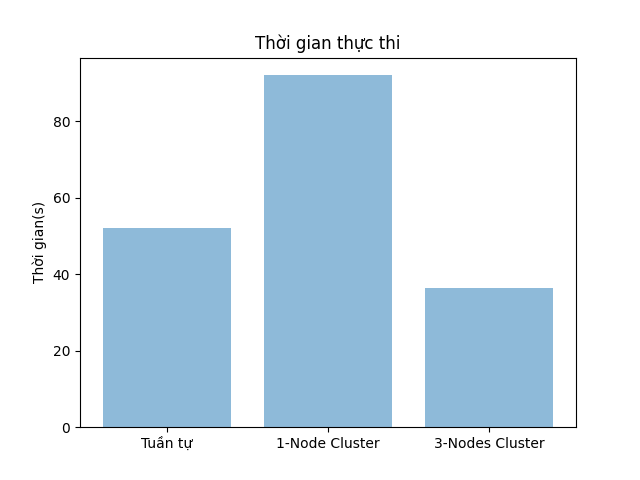 Thời gian thực thi
Thời gian(s)
80
60
40
20
0
Tuần tự
1-Node Cluster
3-Nodes Cluster